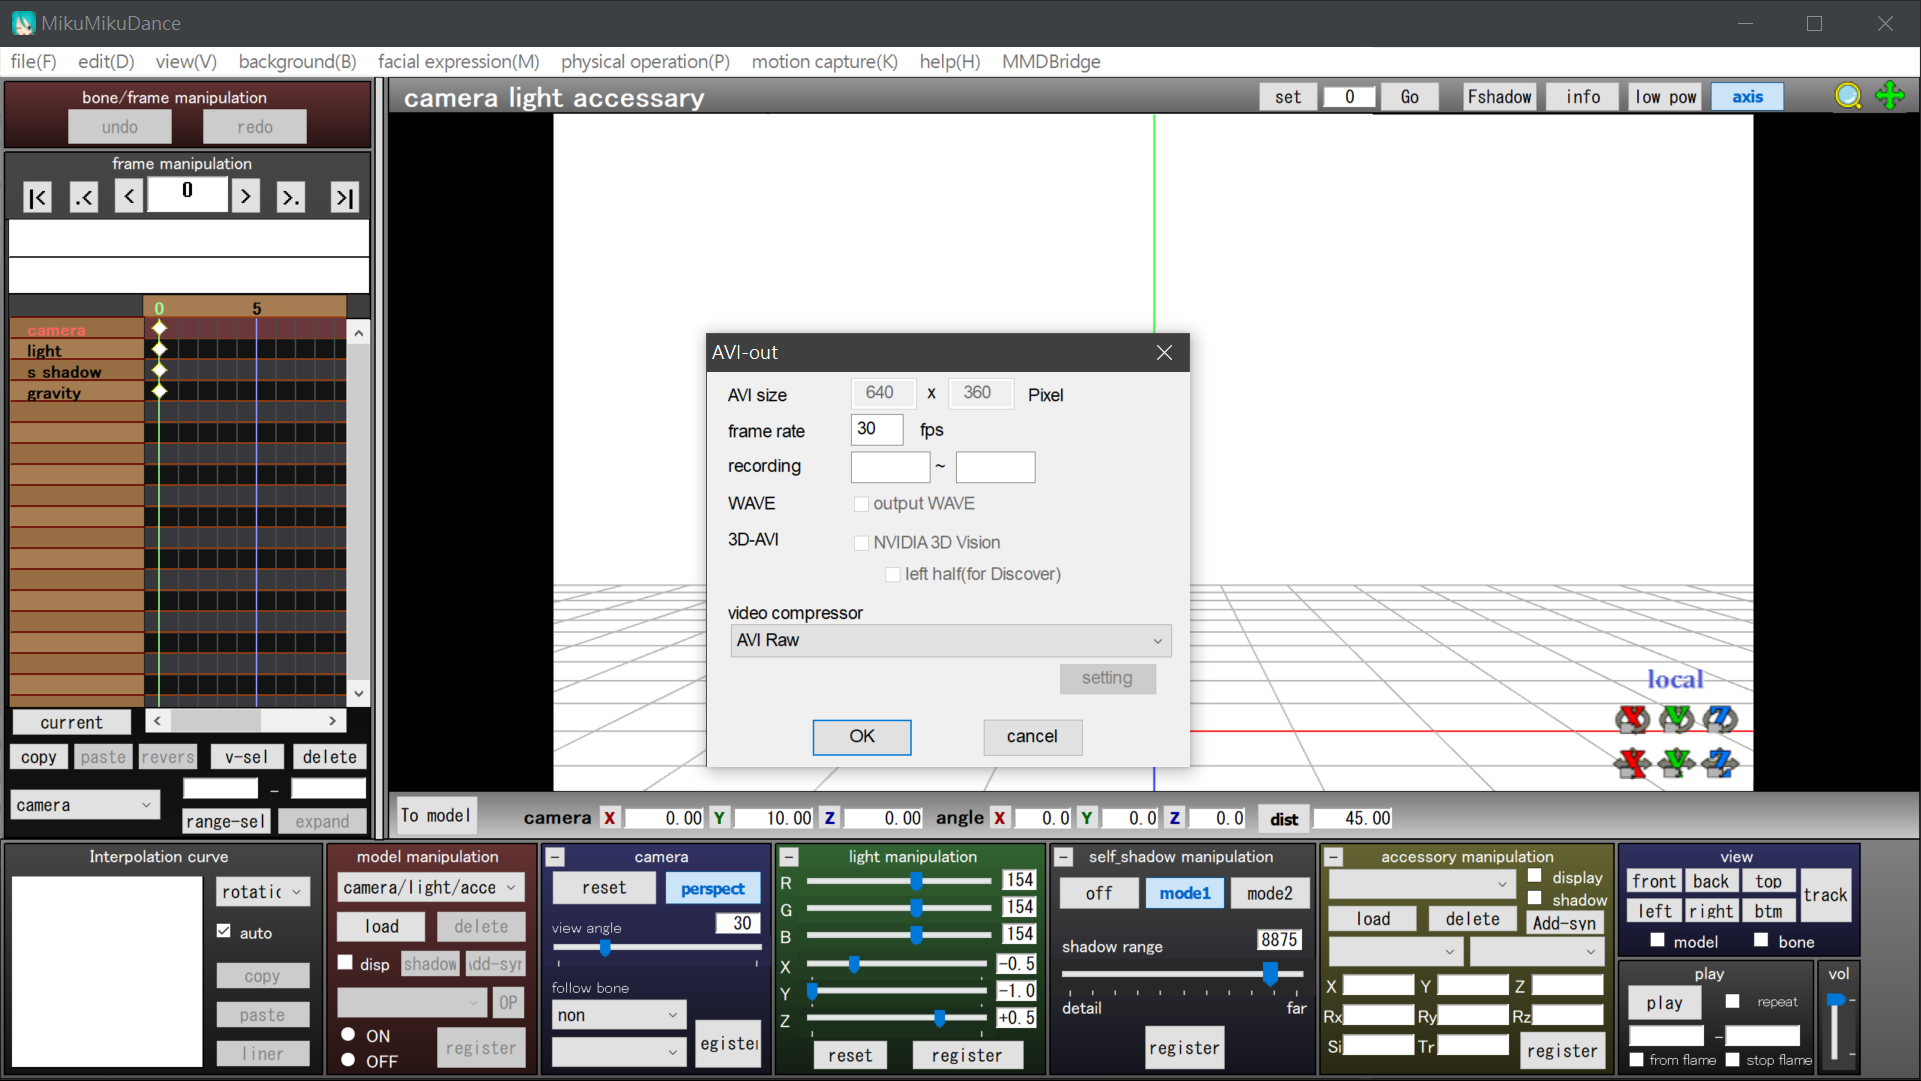 MikuMikuDance
file(F) edit(D) view(V) background(B) facial expression(M) physical operation(P) motion capture(K) help(H) MMDBridge
bone/frame manipulation
undo redo
frame manipulation
|< .< < 0 > >. >|
0 5
camera
light
s shadow
gravity
current < >
copy paste revers v-sel delete
-
camera range-sel expand
camera light accessary
set 0 Go Fshadow info low pow axis
AVI-out
AVI size 640 x 360 Pixel
frame rate 30 fps
recording ~
WAVE output WAVE
3D-AVI NVIDIA 3D Vision
left half(for Discover)
video compressor
AVI Raw
setting
OK cancel
local
X Y Z
X Y Z
To model camera X 0.00 Y 10.00 Z 0.00 angle X 0.0 Y 0.0 Z 0.0 dist 45.00
Interpolation curve
rotatic
auto
copy
paste
liner
model manipulation
camera/light/acce
load delete
disp shadow
OP
ON
OFF
register
- camera
reset perspect
view angle 30
follow bone
non
egister
- light manipulation
R 154
G 154
B 154
X -0.5
Y -1.0
Z +0.5
reset register
- self_shadow manipulation
off mode1 mode2
shadow range 8875
detail far
register
- accessory manipulation
display
shadow
load delete Add-syn
X Y Z
Rx Ry Rz
Si Tr register
view
front back top
track
left right btm
model bone
play
play repeat
-
from flame stop flame
vol